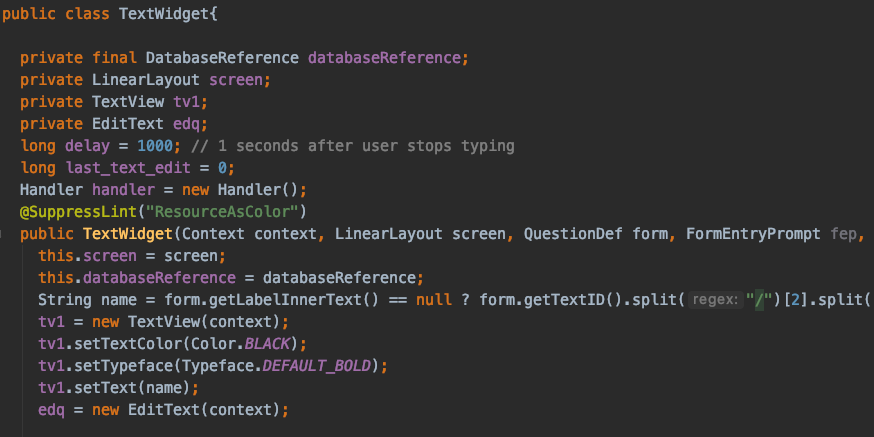 public class TextWidget{
private final DatabaseReference databaseReference;
private LinearLayout screen;
private TextView tv1;
private EditText edq;
long delay = 1000; // 1 seconds after user stops typing
long last_text_edit = 0;
Handler handler = new Handler();
@SuppressLint("ResourceAsColor")
public TextWidget(Context context, LinearLayout screen, QuestionDef form, FormEntryPrompt fep,
this.screen = screen;
this.databaseReference = databaseReference;
String name = form.getLabelInnerText() == null ? form.getTextID().split( regex: "/")[2].split(
tv1 = new TextView(context);
tv1.setTextColor(Color.BLACK);
tv1.setTypeface(Typeface.DEFAULT_BOLD);
tv1.setText(name);
edq = new EditText(context);